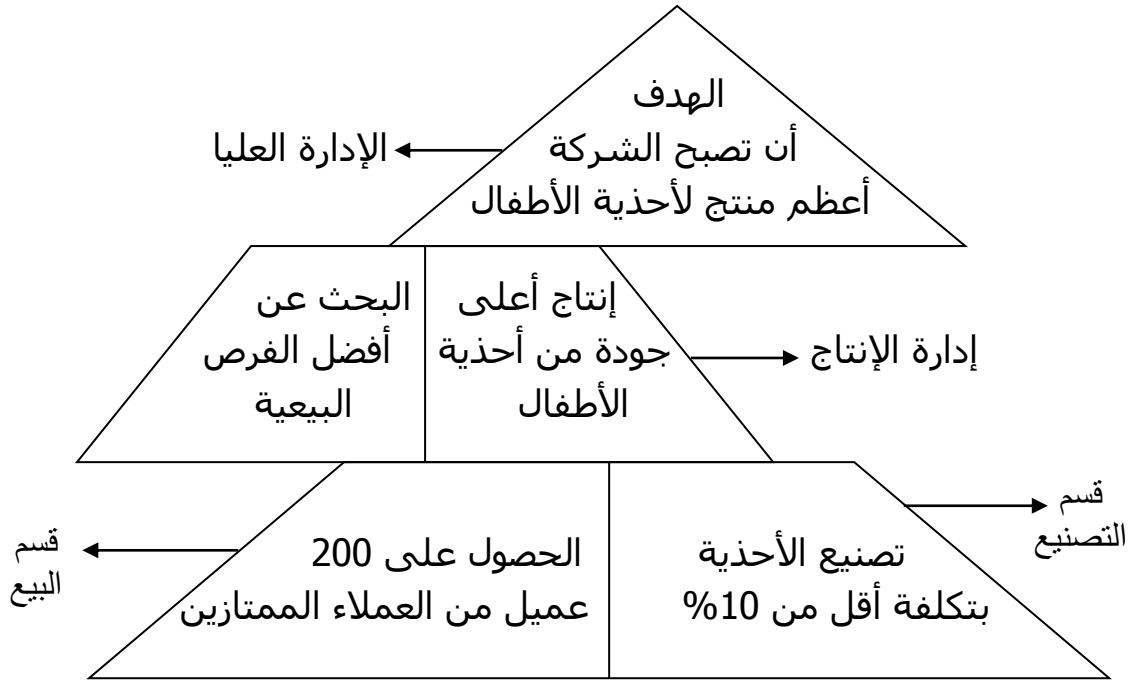 الهدف
أن تصبح الشركة
أعظم منتج لأحذية الأطفال
الإدارة العليا
إنتاج أعلى
جودة من أحذية
الأطفال
إدارة الإنتاج
البحث عن
أفضل الفرص
البيعية
قسم
التصنيع
تصنيع الأحذية
بتكلفة أقل من 10%
الحصول على 200
عميل من العملاء الممتازين
قسم
البيع